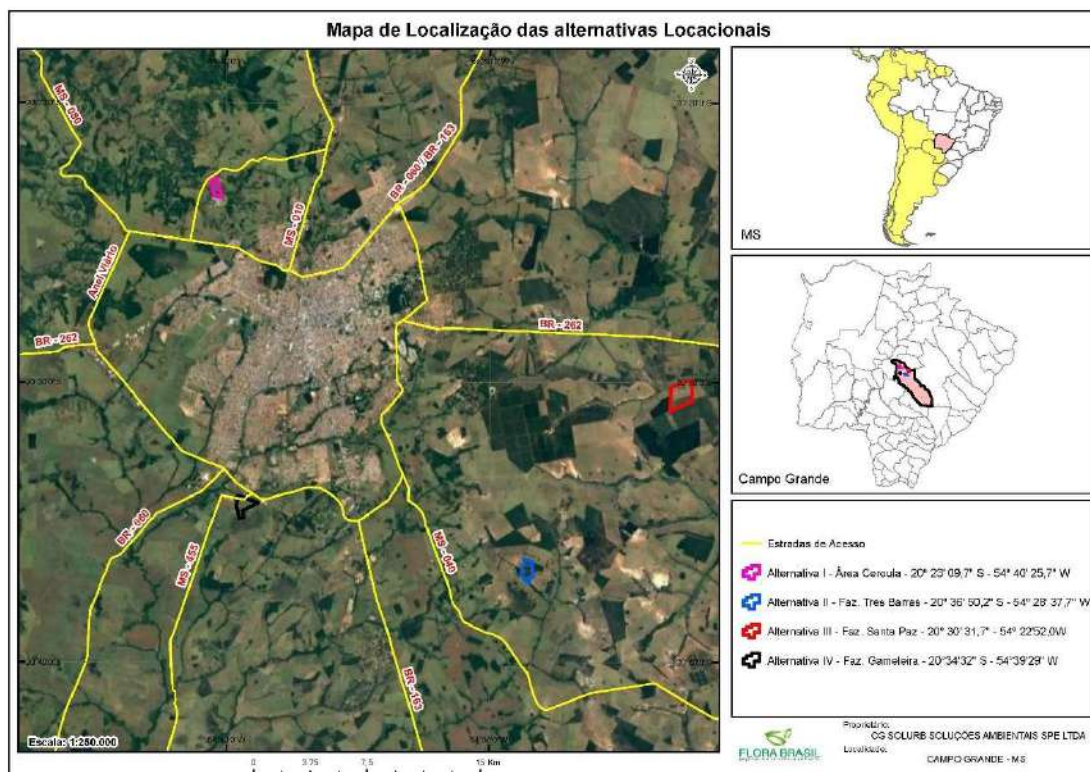 Mapa de Localização das alternativas Locacionais
MS - 080
BR - 060 / BR - 163
MS - 010
Anel Viário
BR - 262
BR - 262
BR - 060
MS - 455
MS - 040
BR - 163
Escala: 1:250.000
0 3,75 7,5 15 Km
MS
Campo Grande
Estradas de Acesso
Alternativa I - Área Ceroula - 20° 23' 09,7" S - 54° 40' 25,7" W
Alternativa II - Faz. Tres Barras - 20° 36' 50,2" S - 54° 28' 37,7" W
Alternativa III - Faz. Santa Paz - 20° 30' 31,7" - 54° 22'52,0W
Alternativa IV - Faz. Gameleira - 20°34'32" S - 54°39'29" W
FLORA BRASIL
Proprietário:
CG SOLURB SOLUÇÕES AMBIENTAIS SPE LTDA
Localidade:
CAMPO GRANDE - MS